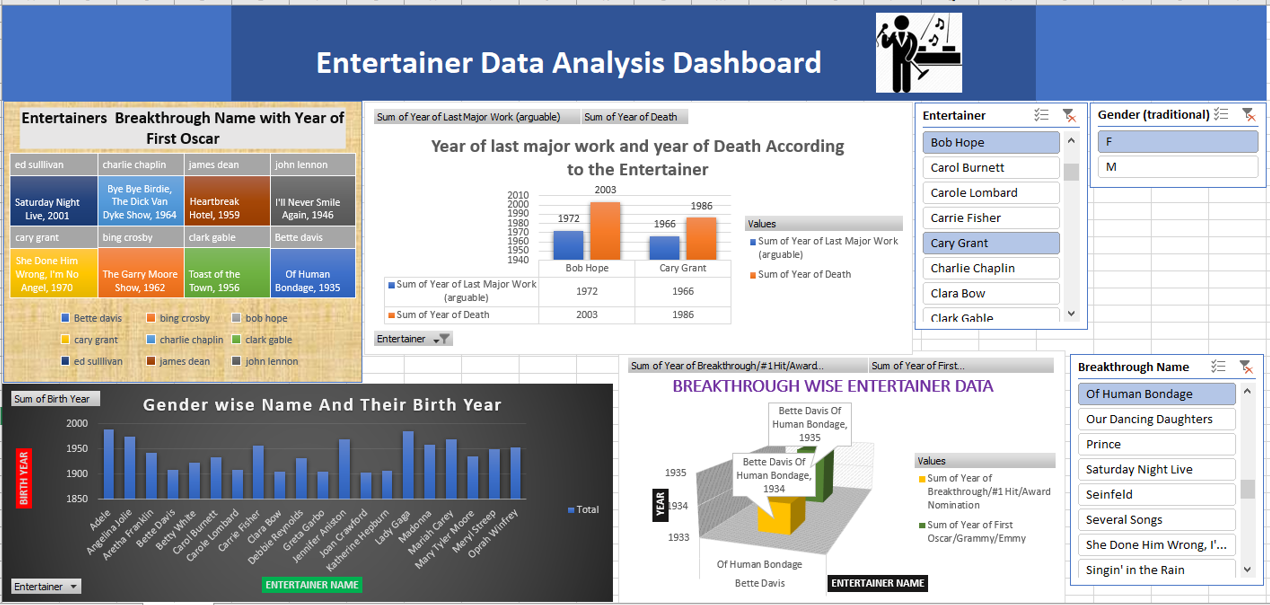 Entertainer Data Analysis Dashboard
Entertainers Breakthrough Name with Year of
First Oscar
ed sulllivan
charlie chaplin
james dean
john lennon
Saturday Night
Live, 2001
Bye Bye Birdie,
The Dick Van
Dyke Show, 1964
Heartbreak
Hotel, 1959
I'll Never Smile
Again, 1946
cary grant
bing crosby
clark gable
Bette davis
She Done Him
Wrong, I'm No
Angel, 1970
The Garry Moore
Show, 1962
Toast of the
Town, 1956
Of Human
Bondage, 1935
Bette davis
bing crosby
bob hope
cary grant
charlie chaplin
clark gable
ed sulllivan
james dean
john lennon
Sum of Year of Last Major Work (arguable)
Sum of Year of Death
Year of last major work and year of Death According
to the Entertainer
2010
2000
1990
1980
1970
1960
1950
1940
1972
2003
1966
1986
Bob Hope
Cary Grant
Sum of Year of Last Major Work
(arguable)
1972
1966
Sum of Year of Death
2003
1986
Values
Sum of Year of Last Major Work
(arguable)
Sum of Year of Death
Entertainer
Entertainer
Bob Hope
Carol Burnett
Carole Lombard
Carrie Fisher
Cary Grant
Charlie Chaplin
Clara Bow
Clark Gable
Gender (traditional)
F
M
Sum of Birth Year
Gender wise Name And Their Birth Year
BIRTH YEAR
2000
1950
1900
1850
Adele
Angelina Jolie
Aretha Franklin
Bette Davis
Betty White
Carol Burnett
Carole Lombard
Carrie Fisher
Clara Bow
Debbie Reynolds
Greta Garbo
Jennifer Aniston
Joan Crawford
Katherine Hepburn
Lady Gaga
Madonna
Mariah Carey
Mary Tyler Moore
Meryl Streep
Oprah Winfrey
Total
Entertainer
ENTERTAINER NAME
Sum of Year of Breakthrough/#1Hit/Award...
Sum of Year of First...
BREAKTHROUGH WISE ENTERTAINER DATA
Bette Davis Of
Human Bondage,
1935
Bette Davis Of
Human Bondage,
1934
YEAR
1935
1934
1933
Of Human Bondage
Bette Davis
ENTERTAINER NAME
Values
Sum of Year of
Breakthrough/#1 Hit/Award
Nomination
Sum of Year of First
Oscar/Grammy/Emmy
Breakthrough Name
Of Human Bondage
Our Dancing Daughters
Prince
Saturday Night Live
Seinfeld
Several Songs
She Done Him Wrong, I'...
Singin' in the Rain